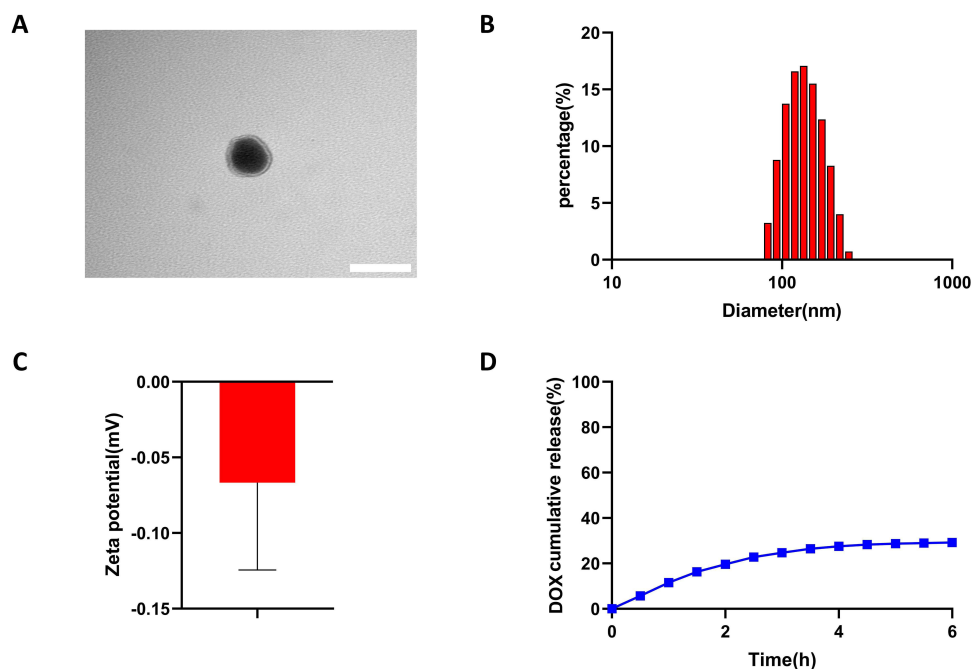 A
B
20
15
10
5
0
percentage(%)
10
100
1000
Diameter(nm)
C
0.00
-0.05
-0.10
-0.15
Zeta potential(mV)
D
100
80
60
40
20
0
DOX cumulative release(%)
0
2
4
6
Time(h)